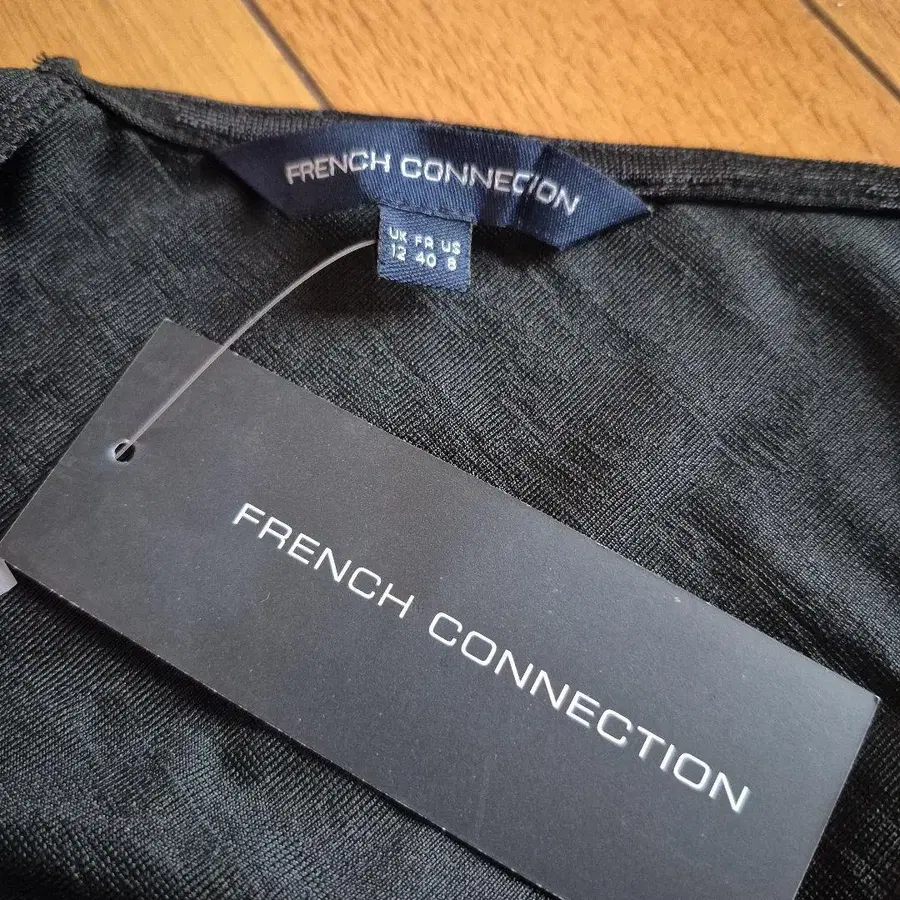 FRENCH CONNECTION
UK FR US
12 40 8
FRENCH CONNECTION